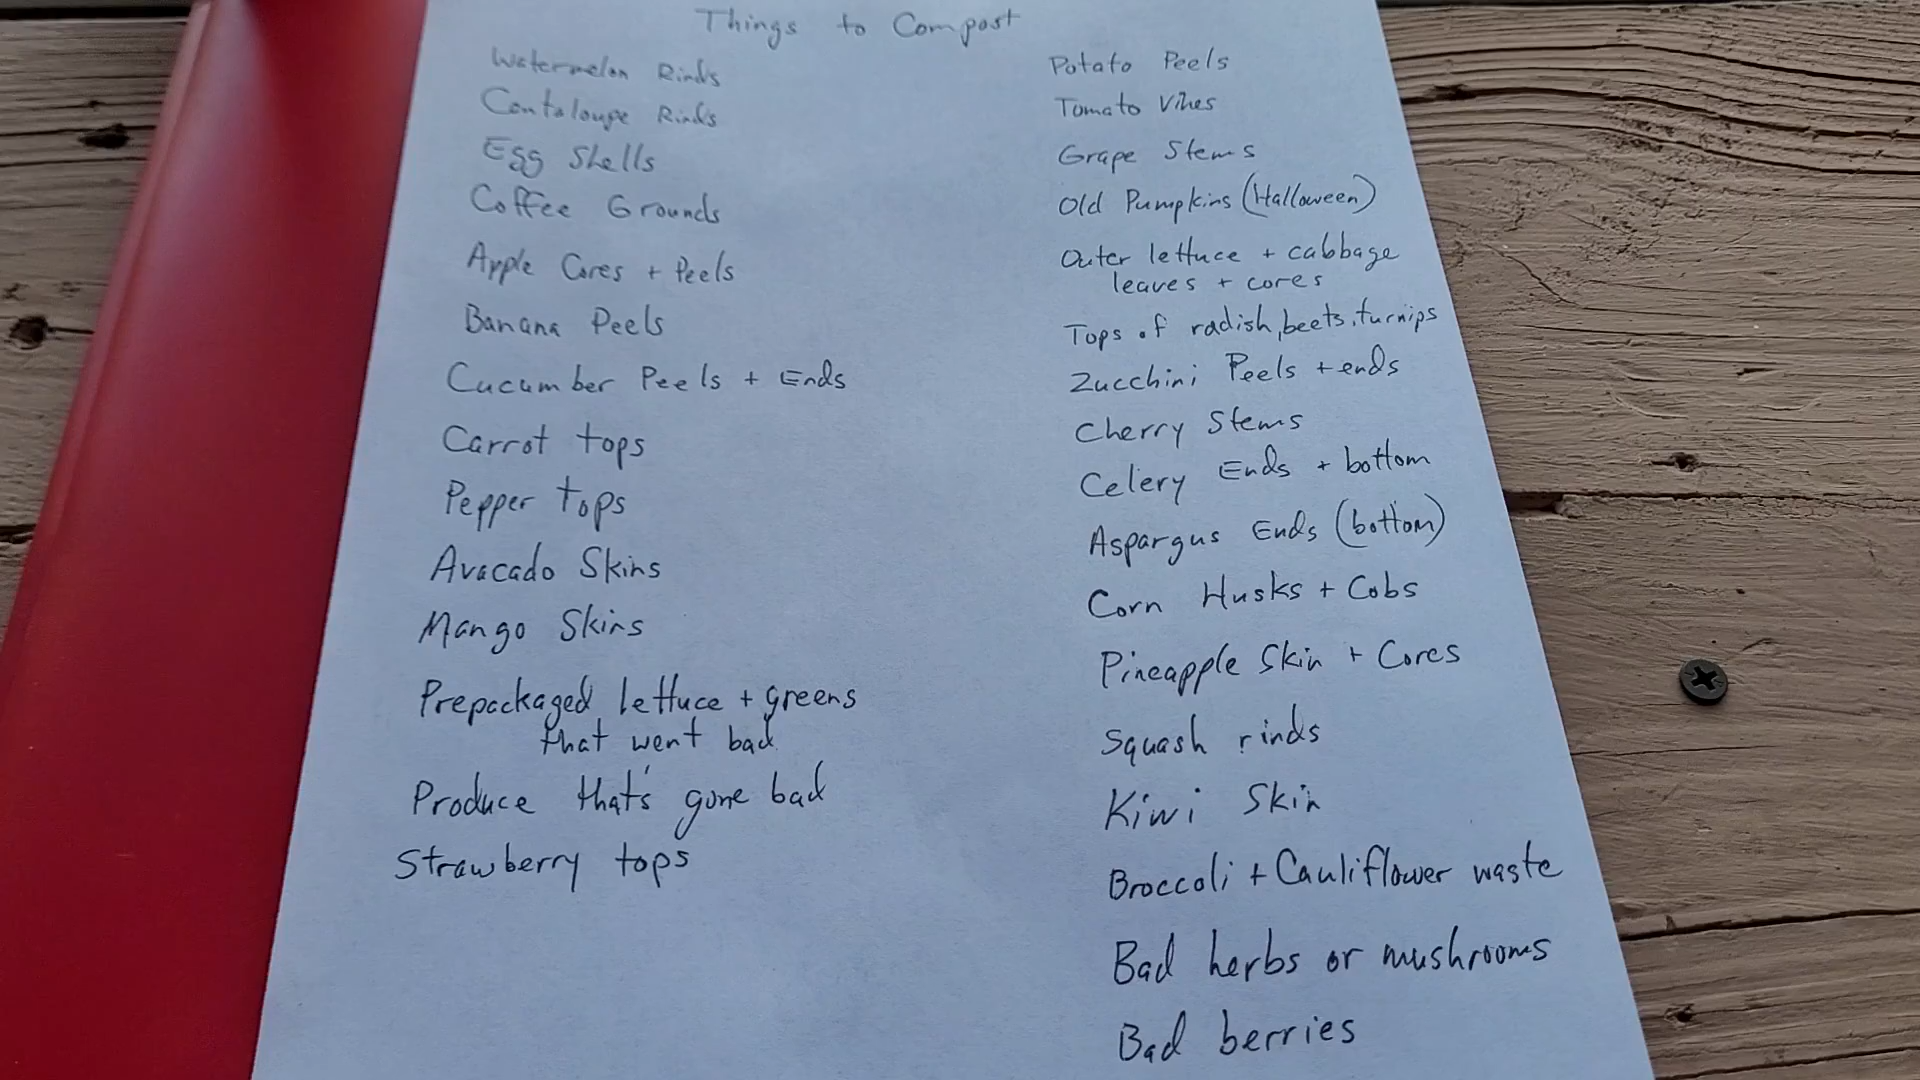 Things to Compost
Watermelon Rinds
Cantaloupe Rinds
Egg Shells
Coffee Grounds
Apple Cores + Peels
Banana Peels
Cucumber Peels + Ends
Carrot tops
Pepper tops
Avacado Skins
Mango Skins
Prepackaged lettuce + greens
that went bad
Produce that's gone bad
Strawberry tops
Potato Peels
Tomato Vines
Grape Stems
Old Pumpkins (Halloween)
Outer lettuce + cabbage
leaves + cores
Tops of radish, beets, turnips
Zucchini Peels + ends
Cherry Stems
Celery Ends + bottom
Aspargus Ends (bottom)
Corn Husks + Cobs
Pineapple Skin + Cores
Squash rinds
Kiwi Skin
Broccoli + Cauliflower waste
Bad herbs or mushrooms
Bad berries